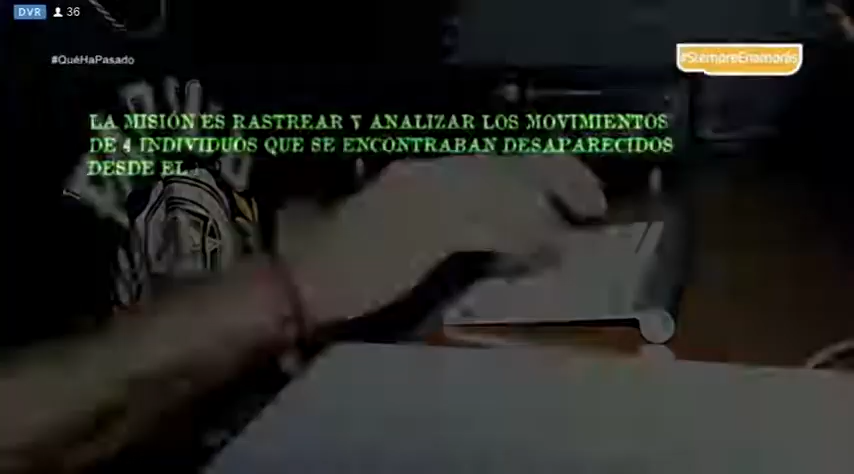 DVR 36
#QuéHaPasado
#SiempreEnamorás
LA MISIÓN ES RASTREAR Y ANALIZAR LOS MOVIMIENTOS
DE 4 INDIVIDUOS QUE SE ENCONTRABAN DESAPARECIDOS
DESDE EL